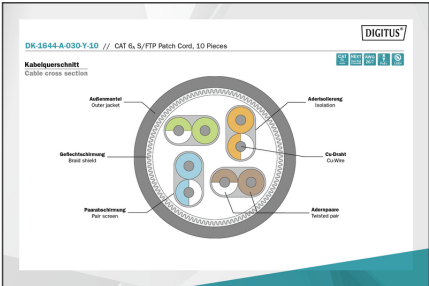 DIGITUS®
DK-1644-A-030-Y-10 // CAT 6A S/FTP Patch Cord, 10 Pieces
Kabelquerschnitt
Cable cross section
Außenmantel
Outer jacket
Aderisolierung
Isolation
Geflechtschirmung
Braid shield
Cu-Draht
Cu-Wire
Paarabschirmung
Pair screen
Adernpaare
Twisted pair